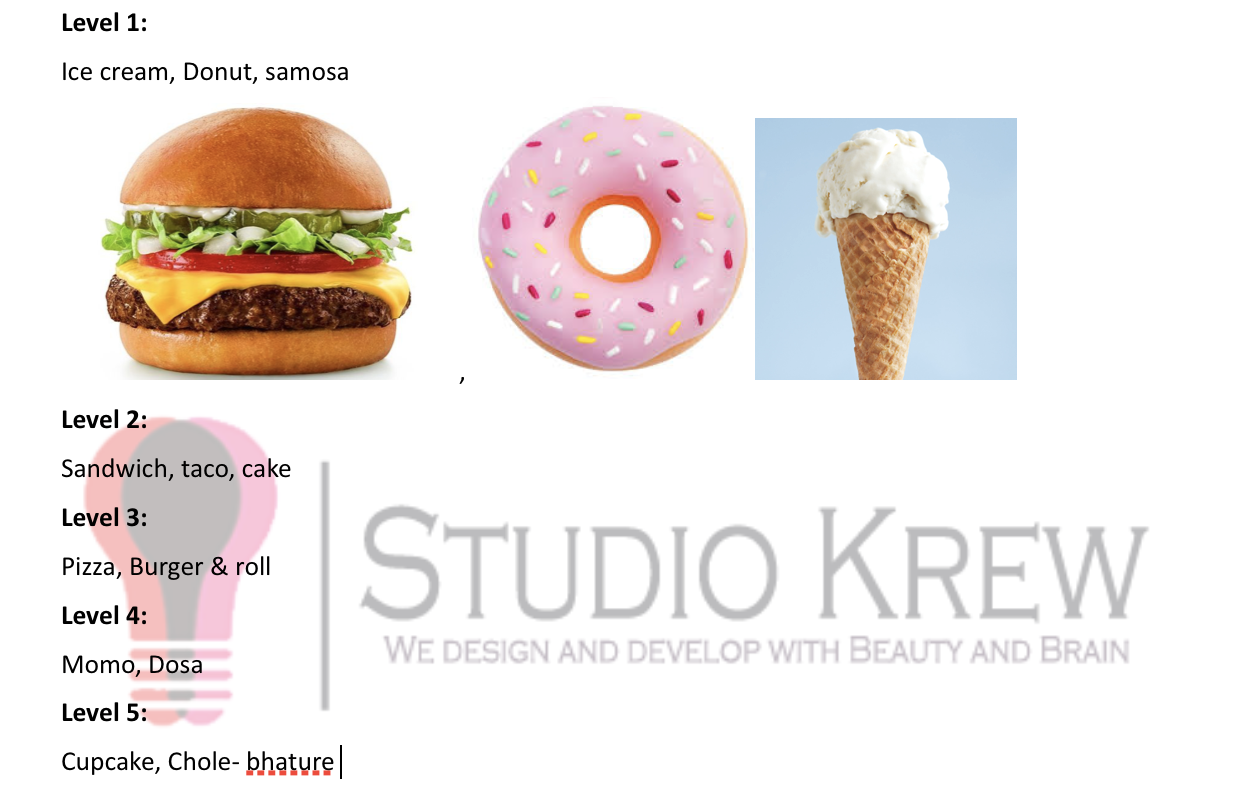 Level 1:
Ice cream, Donut, samosa
,
Level 2:
Sandwich, taco, cake
Level 3:
Pizza, Burger & roll
Level 4:
Momo, Dosa
Level 5:
Cupcake, Chole- bhature
STUDIO KREW
WE DESIGN AND DEVELOP WITH BEAUTY AND BRAIN